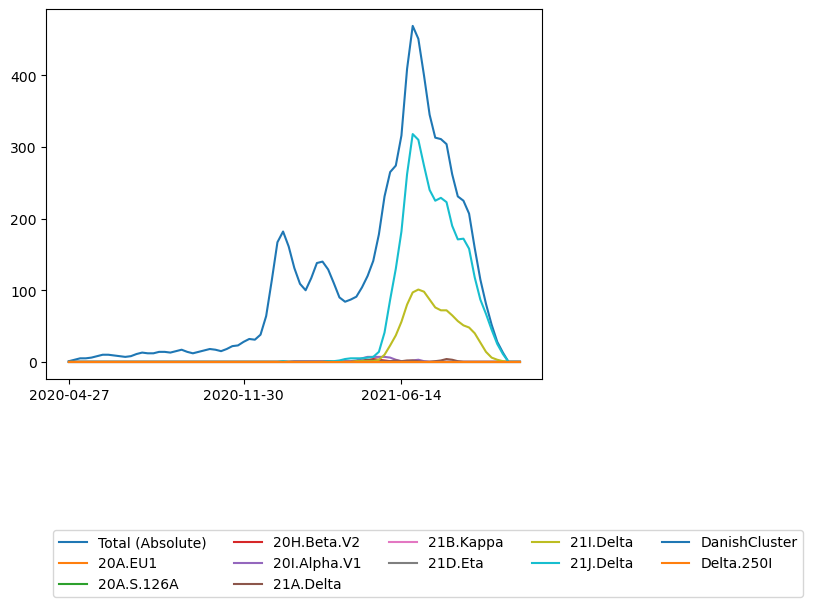 400
300
200
100
0
2020-04-27 2020-11-30 2021-06-14
Total (Absolute) 20H.Beta.V2 21B.Kappa 21I.Delta DanishCluster
20A.EU1 20I.Alpha.V1 21D.Eta 21J.Delta Delta.250I
20A.S.126A 21A.Delta